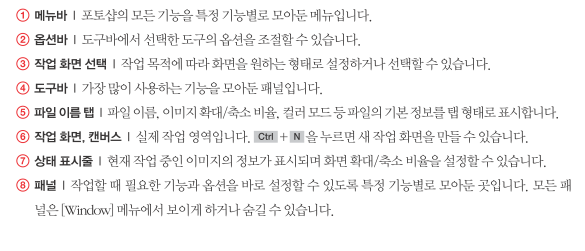 ① 메뉴바 | 포토샵의 모든 기능을 특정 기능별로 모아둔 메뉴입니다.
② 옵션바 | 도구바에서 선택한 도구의 옵션을 조절할 수 있습니다.
③ 작업 화면 선택 | 작업 목적에 따라 화면을 원하는 형태로 설정하거나 선택할 수 있습니다.
④ 도구바 | 가장 많이 사용하는 기능을 모아둔 패널입니다.
⑤ 파일 이름 탭 | 파일 이름, 이미지 확대/축소 비율, 컬러 모드 등 파일의 기본 정보를 탭 형태로 표시합니다.
⑥ 작업 화면, 캔버스 | 실제 작업 영역입니다. Ctrl + N 을 누르면 새 작업 화면을 만들 수 있습니다.
⑦ 상태 표시줄 | 현재 작업 중인 이미지의 정보가 표시되며 화면 확대/축소 비율을 설정할 수 있습니다.
⑧ 패널 | 작업할 때 필요한 기능과 옵션을 바로 설정할 수 있도록 특정 기능별로 모아둔 곳입니다. 모든 패
널은 [Window] 메뉴에서 보이게 하거나 숨길 수 있습니다.